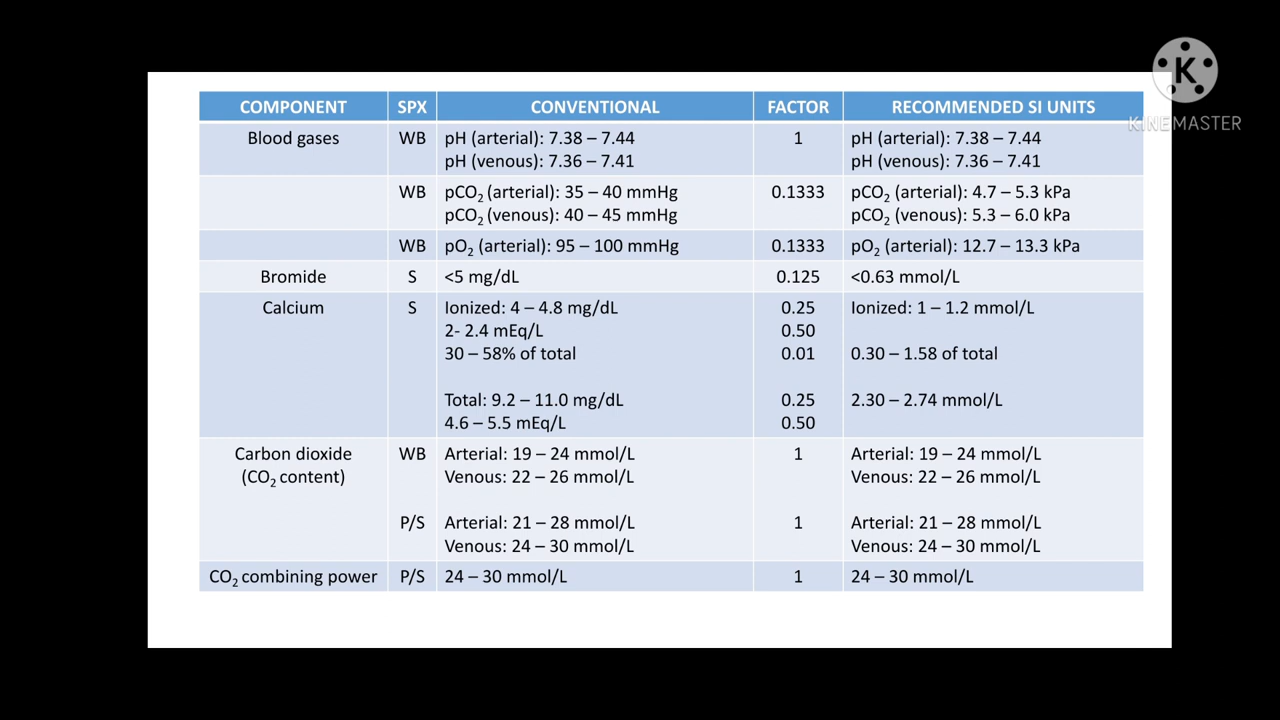 K
KINEMASTER
COMPONENT SPX CONVENTIONAL FACTOR RECOMMENDED SI UNITS
Blood gases WB pH (arterial): 7.38 – 7.44 1 pH (arterial): 7.38 – 7.44
pH (venous): 7.36 – 7.41 pH (venous): 7.36 – 7.41
WB pCO₂ (arterial): 35 – 40 mmHg 0.1333 pCO₂ (arterial): 4.7 – 5.3 kPa
pCO₂ (venous): 40 – 45 mmHg pCO₂ (venous): 5.3 – 6.0 kPa
WB pO₂ (arterial): 95 – 100 mmHg 0.1333 pO₂ (arterial): 12.7 – 13.3 kPa
Bromide S <5 mg/dL 0.125 <0.63 mmol/L
Calcium S Ionized: 4 – 4.8 mg/dL 0.25 Ionized: 1 – 1.2 mmol/L
2- 2.4 mEq/L 0.50
30 – 58% of total 0.01 0.30 – 1.58 of total
Total: 9.2 – 11.0 mg/dL 0.25 2.30 – 2.74 mmol/L
4.6 – 5.5 mEq/L 0.50
Carbon dioxide WB Arterial: 19 – 24 mmol/L 1 Arterial: 19 – 24 mmol/L
(CO₂ content) Venous: 22 – 26 mmol/L Venous: 22 – 26 mmol/L
P/S Arterial: 21 – 28 mmol/L 1 Arterial: 21 – 28 mmol/L
Venous: 24 – 30 mmol/L Venous: 24 – 30 mmol/L
CO₂ combining power P/S 24 – 30 mmol/L 1 24 – 30 mmol/L